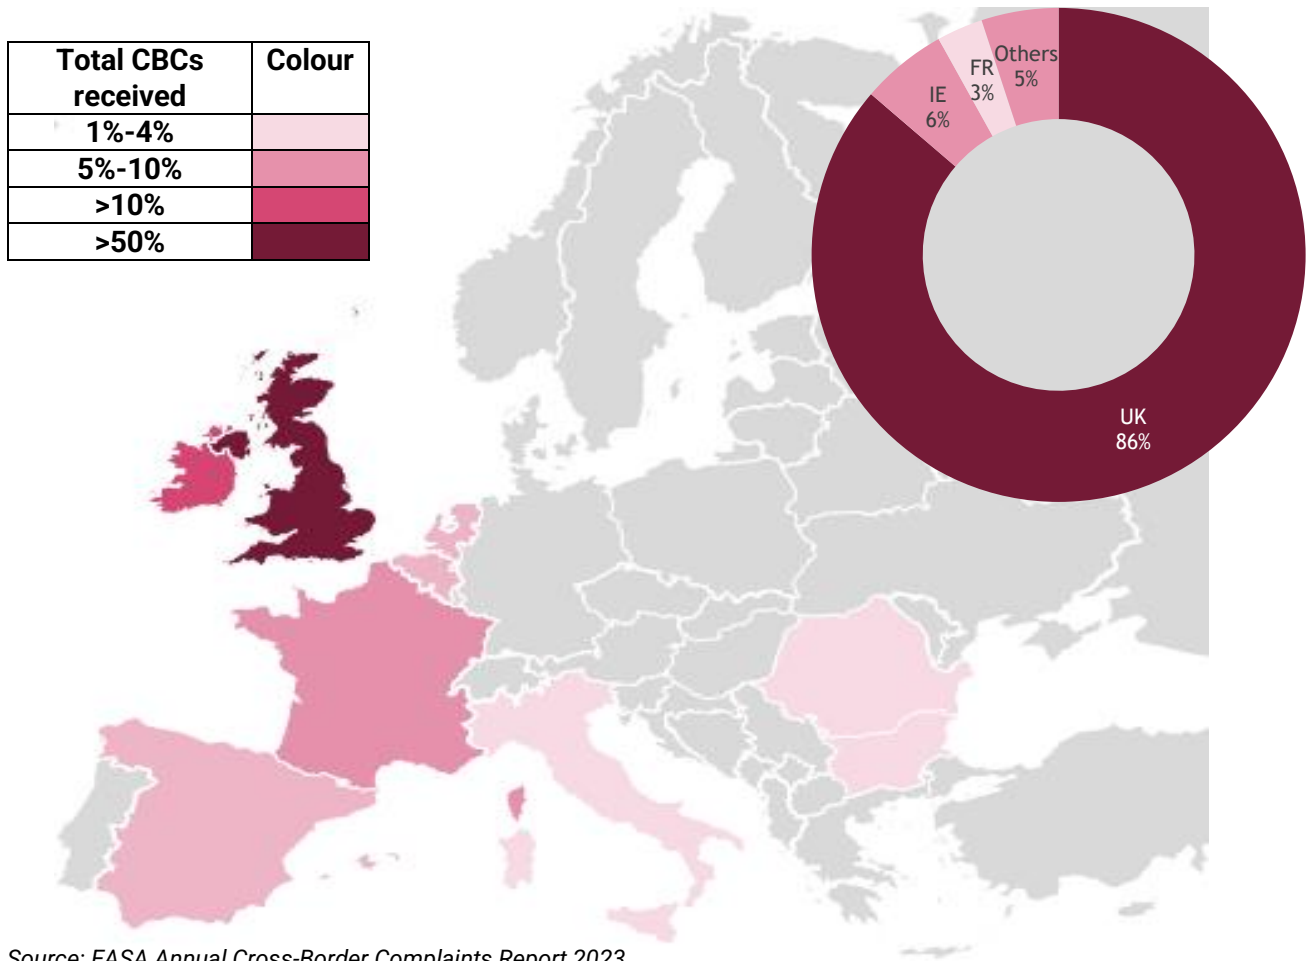 Total CBCs received
Colour
1%-4%
5%-10%
>10%
>50%
Others
5%
FR
3%
IE
6%
UK
86%
Source: EASA Annual Cross-Border Complaints Report 2023